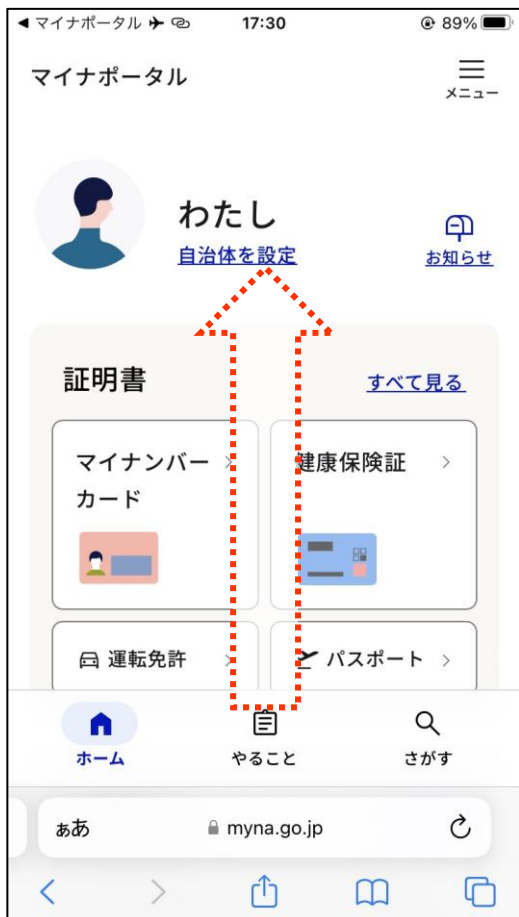 マイナポータル
17:30
89%
マイナポータル
メニュー
わたし
自治体を設定
お知らせ
証明書
すべて見る
マイナンバー
カード
健康保険証
運転免許
パスポート
ホーム
やること
さがす
ぁあ
myna.go.jp